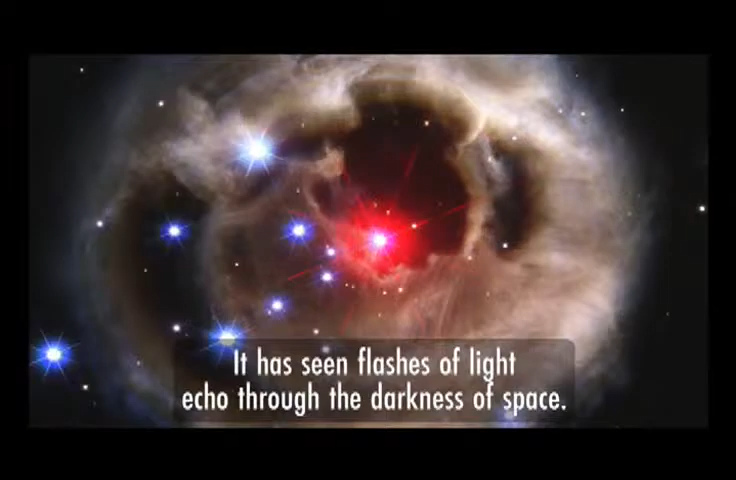 It has seen flashes of light
echo through the darkness of space.